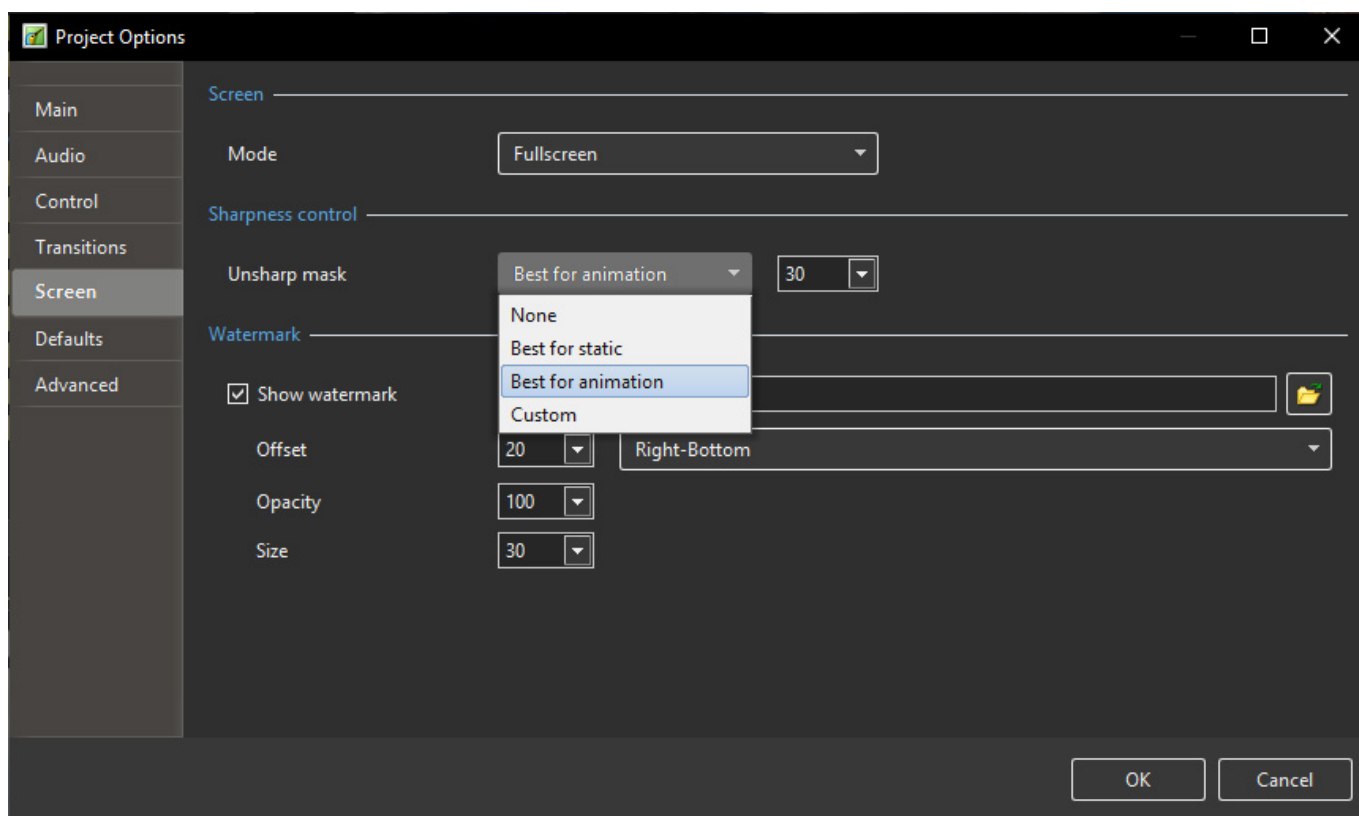 Project Options
Main
Audio
Control
Transitions
Screen
Defaults
Advanced
Screen
Mode Fullscreen
Sharpness control
Unsharp mask Best for animation 30
None
Best for static
Best for animation
Custom
Watermark
Show watermark
Offset 20 Right-Bottom
Opacity 100
Size 30
OK Cancel